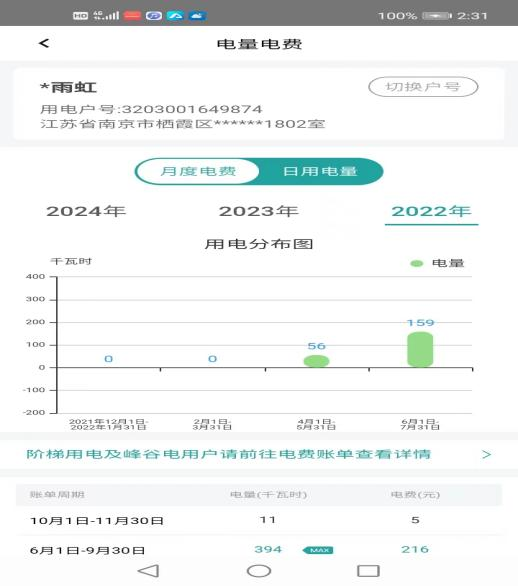 HD 4G 100% 2:31
电量电费
*雨虹
切换户号
用电户号:3203001649874
江苏省南京市栖霞区******1802室
月度电费 日用电量
2024年 2023年 2022年
用电分布图
千瓦时 电量
400
300
200
100
0
-100
-200
0 0 56 159
2021年12月1日- 2月1日- 4月1日- 6月1日-
2022年1月31日 3月31日 5月31日 7月31日
阶梯用电及峰谷电用户请前往电费账单查看详情 >
账单周期 电量(千瓦时) 电费(元)
10月1日-11月30日 11 5
6月1日-9月30日 394 MAX 216